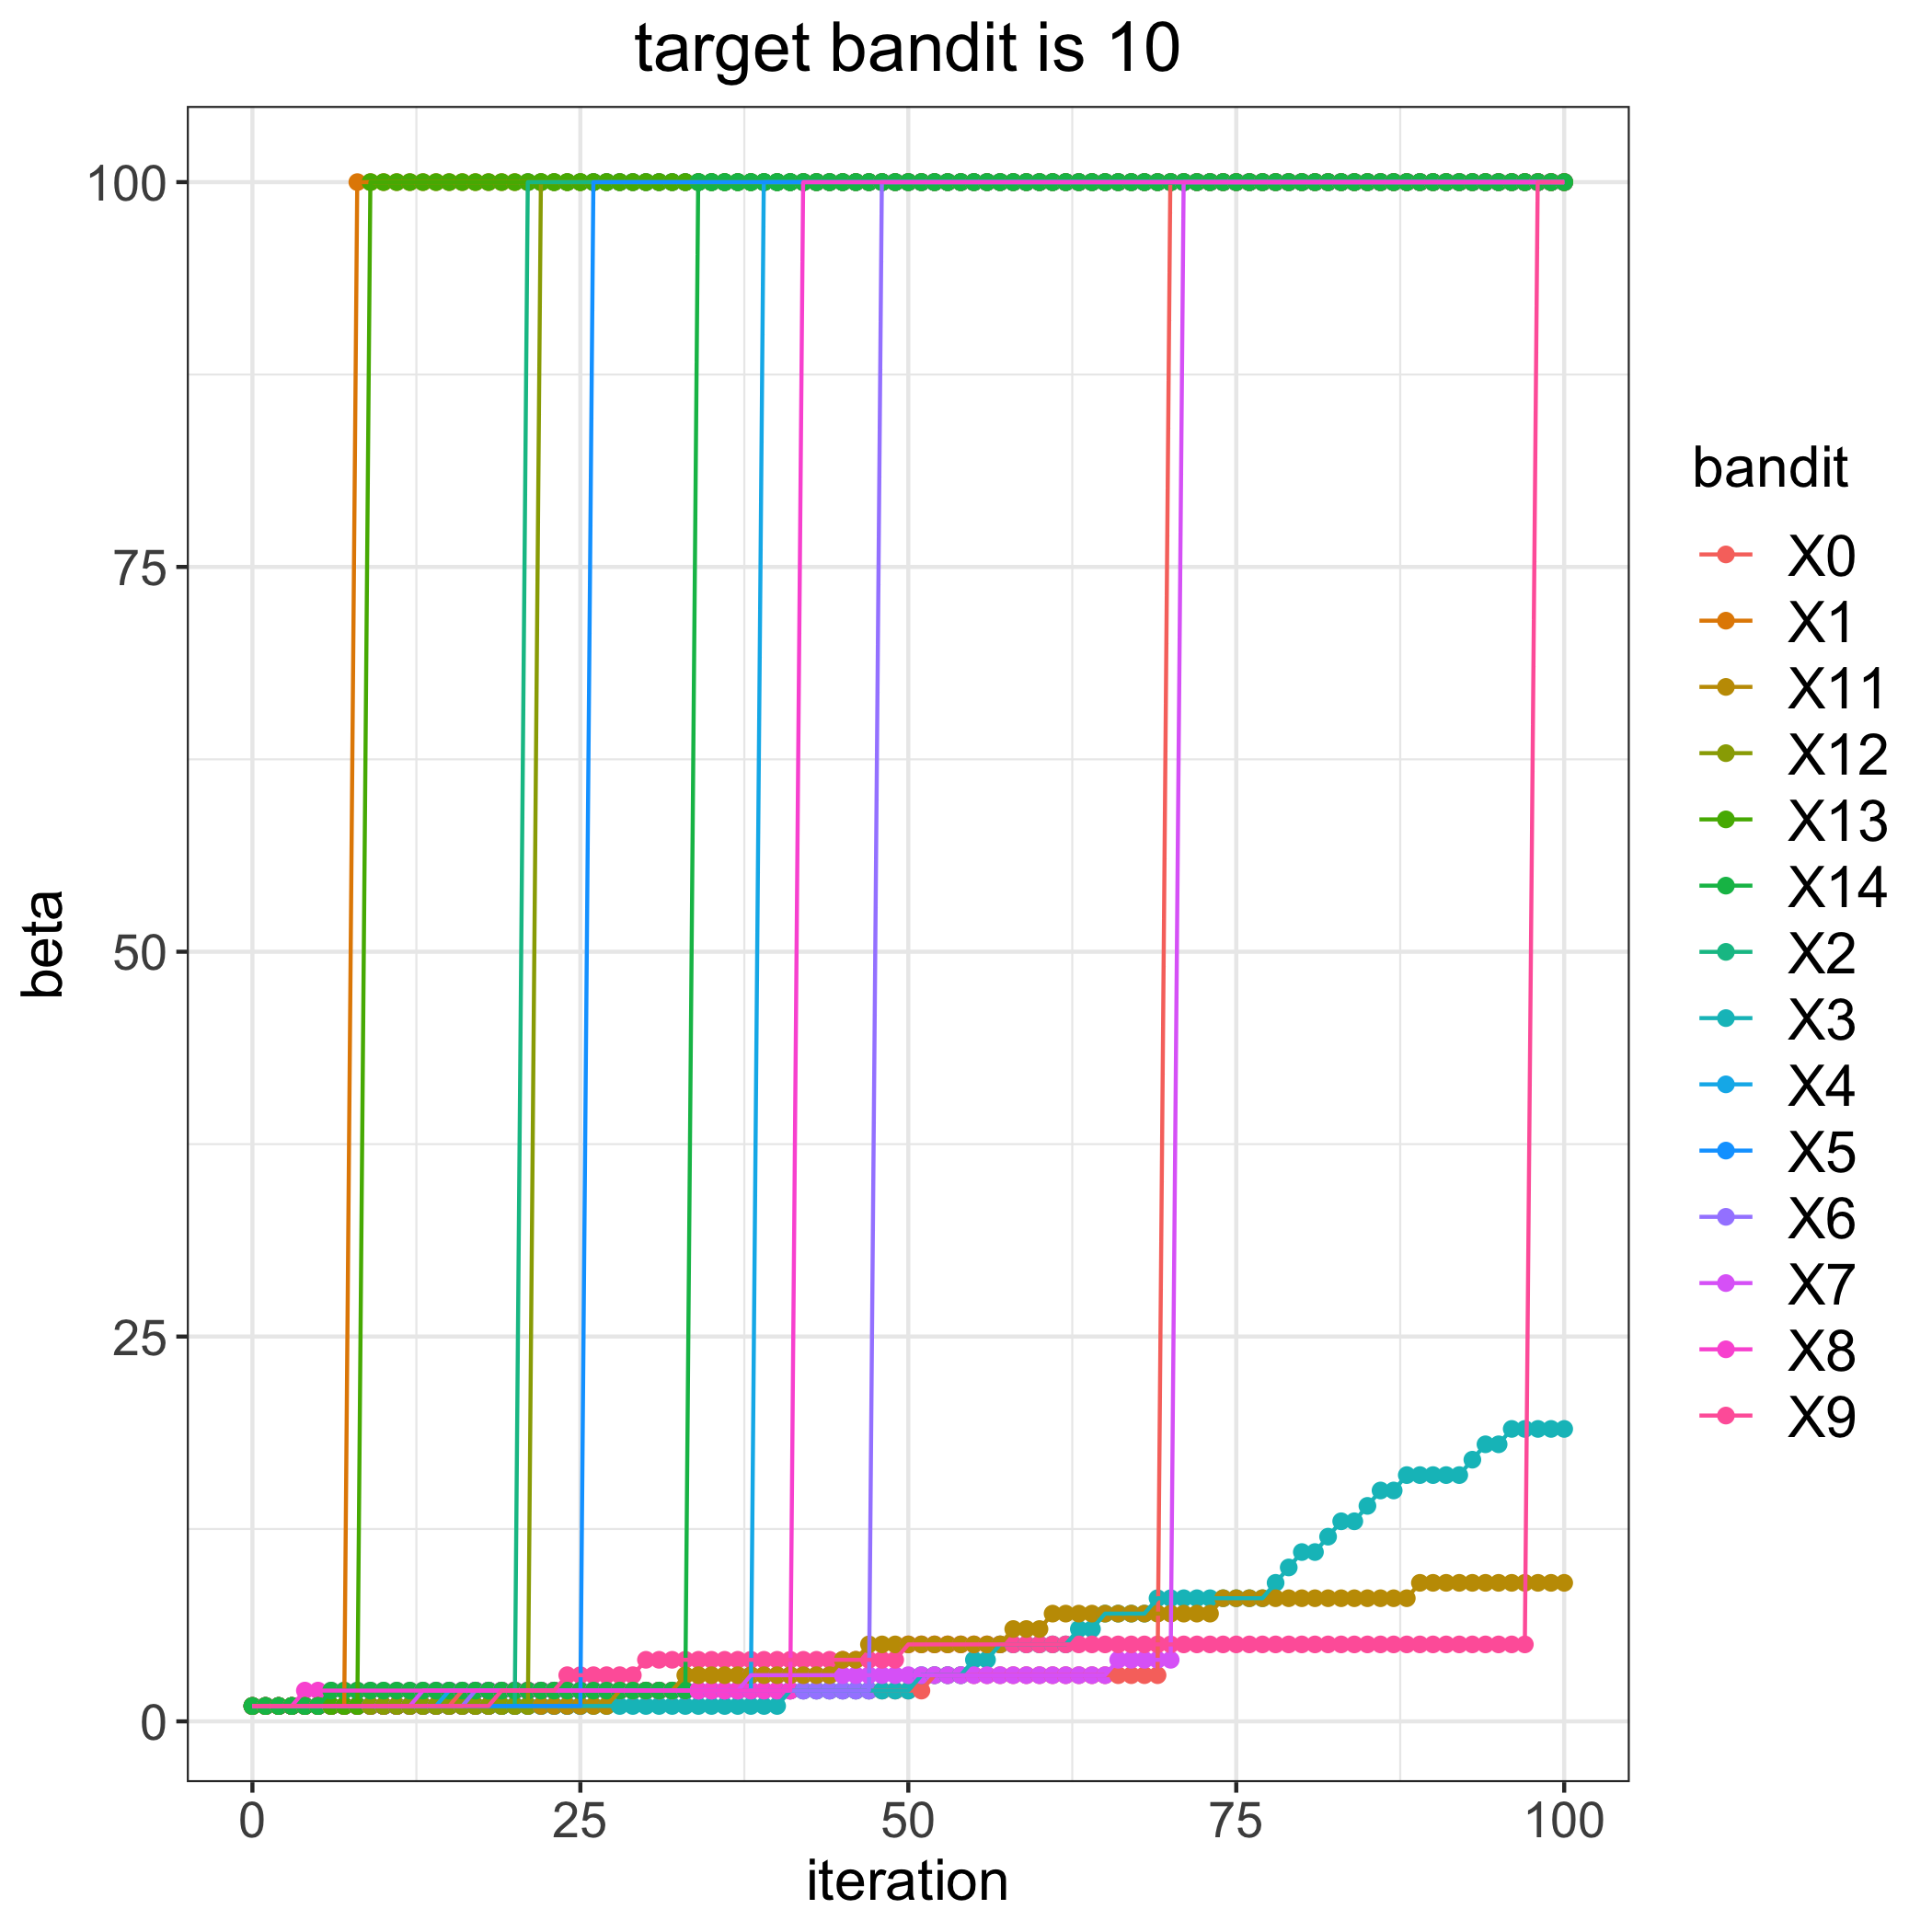 target bandit is 10
100
75
50
25
0
beta
0 25 50 75 100
iteration
bandit
X0
X1
X11
X12
X13
X14
X2
X3
X4
X5
X6
X7
X8
X9